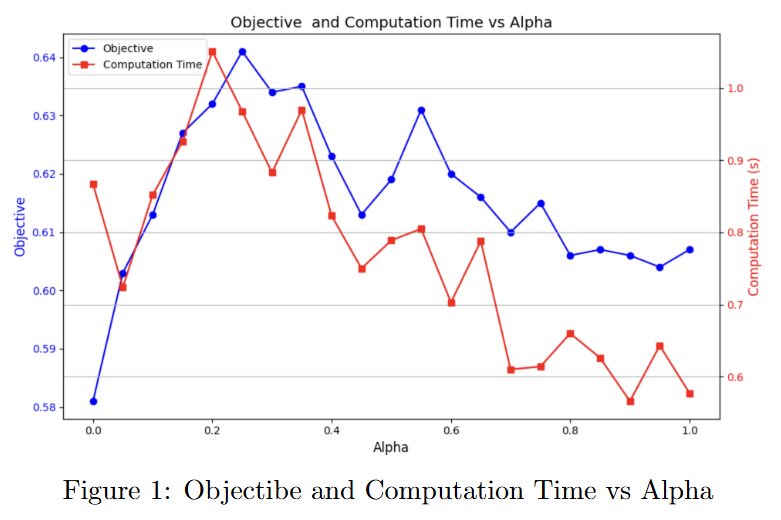 Objective  and Computation Time vs Alpha
Objective
Computation Time
0.64
0.63
0.62
0.61
0.60
0.59
0.58
Objective
1.0
0.9
0.8
0.7
0.6
Computation Time (s)
0.0 0.2 0.4 0.6 0.8 1.0
Alpha
Figure 1: Objectibe and Computation Time vs Alpha